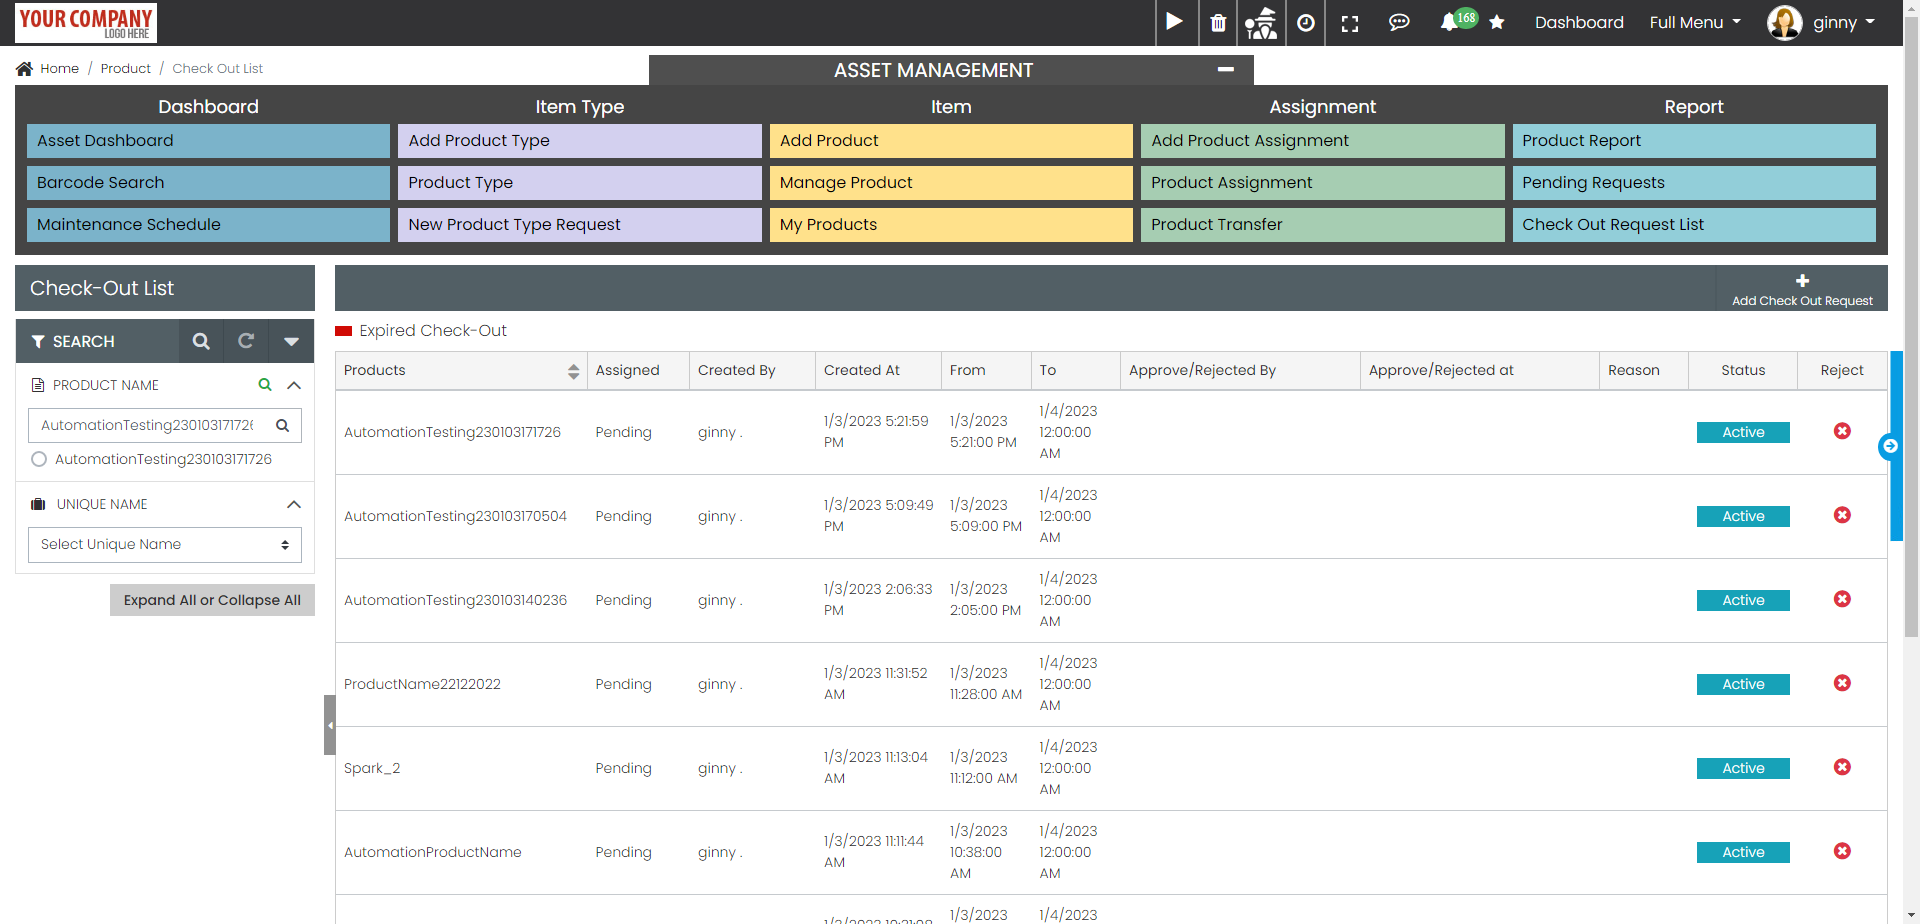 YOUR COMPANY
LOGO HERE
168
Dashboard
Full Menu
ginny
Home / Product / Check Out List
ASSET MANAGEMENT
Dashboard
Item Type
Item
Assignment
Report
Asset Dashboard
Add Product Type
Add Product
Add Product Assignment
Product Report
Barcode Search
Product Type
Manage Product
Product Assignment
Pending Requests
Maintenance Schedule
New Product Type Request
My Products
Product Transfer
Check Out Request List
Check-Out List
Add Check Out Request
SEARCH
PRODUCT NAME
AutomationTesting230103171726
AutomationTesting230103171726
UNIQUE NAME
Select Unique Name
Expand All or Collapse All
Expired Check-Out
Products Assigned Created By Created At From To Approve/Rejected By Approve/Rejected at Reason Status Reject
AutomationTesting230103171726 Pending ginny . 1/3/2023 5:21:59 PM 1/3/2023 5:21:00 PM 1/4/2023 12:00:00 AM Active
AutomationTesting230103170504 Pending ginny . 1/3/2023 5:09:49 PM 1/3/2023 5:09:00 PM 1/4/2023 12:00:00 AM Active
AutomationTesting230103140236 Pending ginny . 1/3/2023 2:06:33 PM 1/3/2023 2:05:00 PM 1/4/2023 12:00:00 AM Active
ProductName22122022 Pending ginny . 1/3/2023 11:31:52 AM 1/3/2023 11:28:00 AM 1/4/2023 12:00:00 AM Active
Spark_2 Pending ginny . 1/3/2023 11:13:04 AM 1/3/2023 11:12:00 AM 1/4/2023 12:00:00 AM Active
AutomationProductName Pending ginny . 1/3/2023 11:11:44 AM 1/3/2023 10:38:00 AM 1/4/2023 12:00:00 AM Active
1/3/2023 1/4/2023